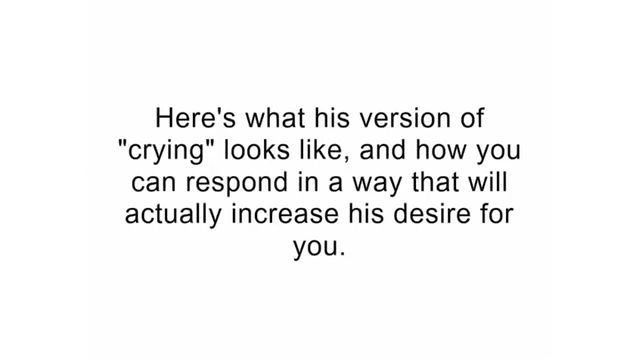 Here's what his version of
"crying" looks like, and how you
can respond in a way that will
actually increase his desire for
you.